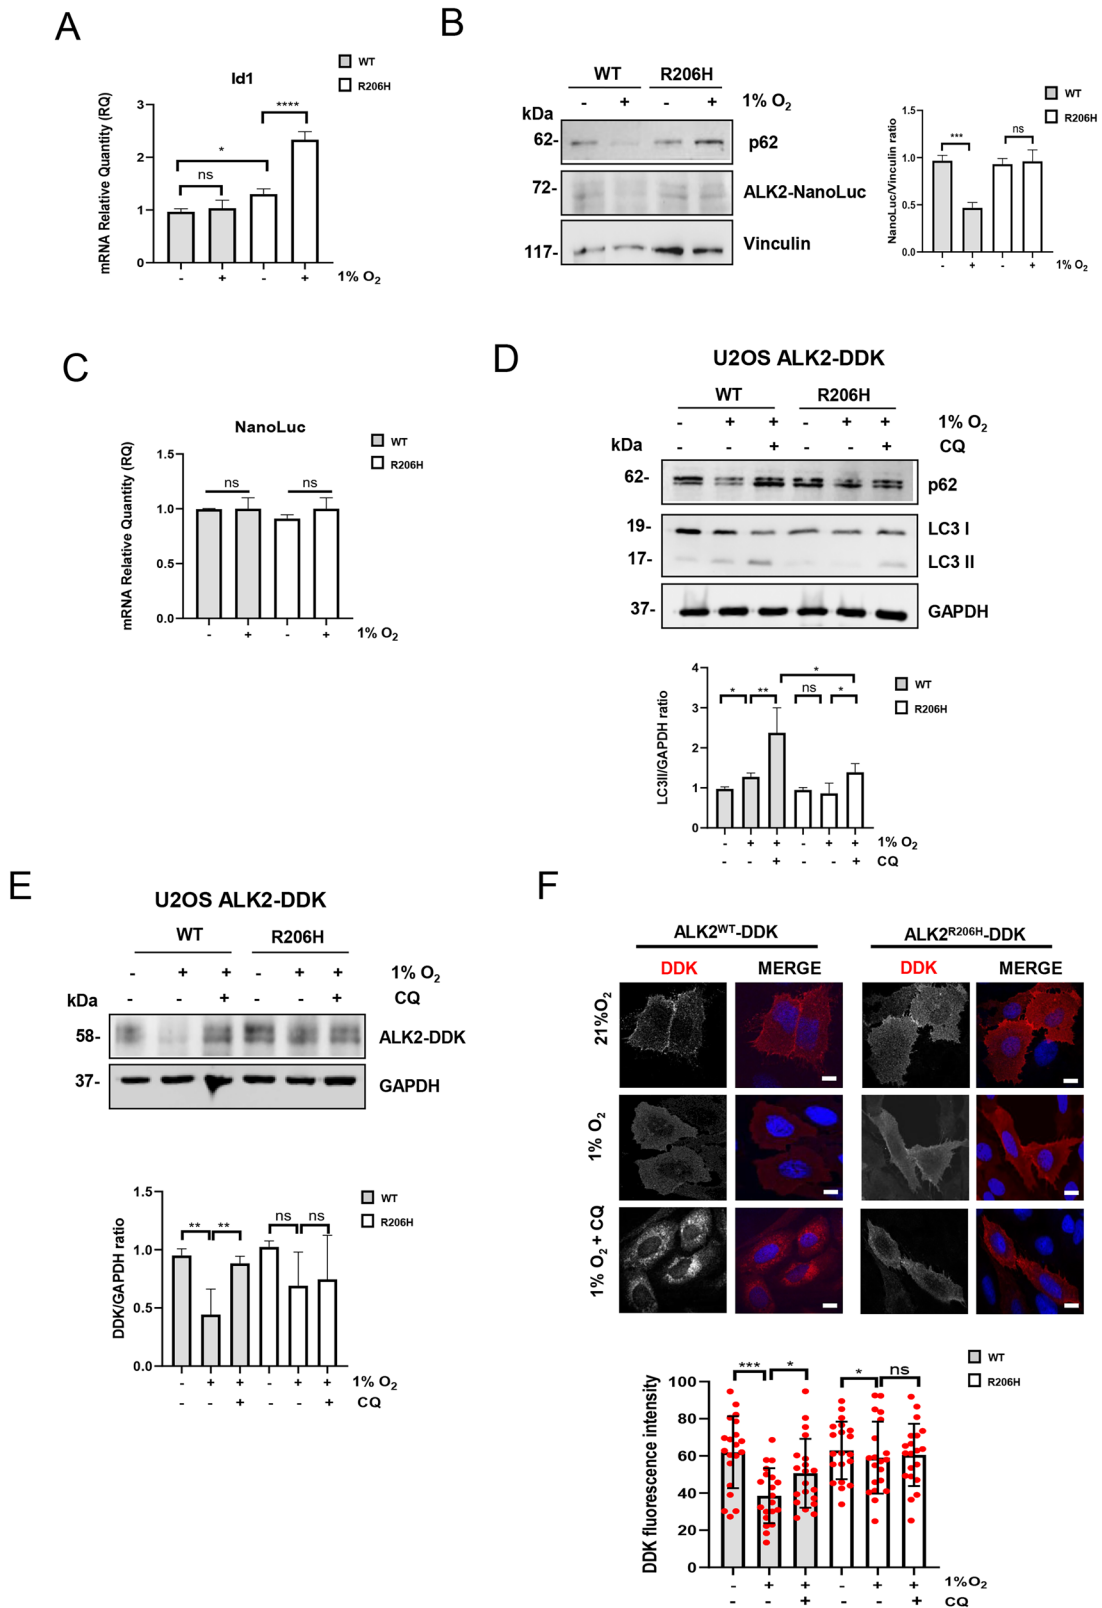 A
Id1
WT
R206H
mRNA Relative Quantity (RQ)
3
2
1
0
ns
*
****
- + - + 1% O2
B
WT R206H
- + - + 1% O2
kDa
62- p62
72- ALK2-NanoLuc
117- Vinculin
WT
R206H
NanoLuc/Vinculin ratio
1.5
1.0
0.5
0.0
*** ns
- + - + 1% O2
C
NanoLuc
WT
R206H
mRNA Relative Quantity (RQ)
1.5
1.0
0.5
0.0
ns ns
- + - + 1% O2
D
U2OS ALK2-DDK
WT R206H
- + + - + + 1% O2
kDa - - + - - + CQ
62- p62
19- LC3 I
17- LC3 II
37- GAPDH
WT
R206H
LC3II/GAPDH ratio
4
3
2
1
0
*
* ** ns *
- + + - + + 1% O2
- - + - - + CQ
E
U2OS ALK2-DDK
WT R206H
- + + - + + 1% O2
kDa - - + - - + CQ
58- ALK2-DDK
37- GAPDH
WT
R206H
DDK/GAPDH ratio
1.5
1.0
0.5
0.0
** ** ns ns
- + + - + + 1% O2
- - + - - + CQ
F
ALK2WT-DDK ALK2R206H-DDK
DDK MERGE DDK MERGE
21%O2
1% O2
1% O2 + CQ
WT
R206H
DDK fluorescence intensity
100
80
60
40
20
0
*** * * ns
- + + - + + 1%O2
- - + - - + CQ